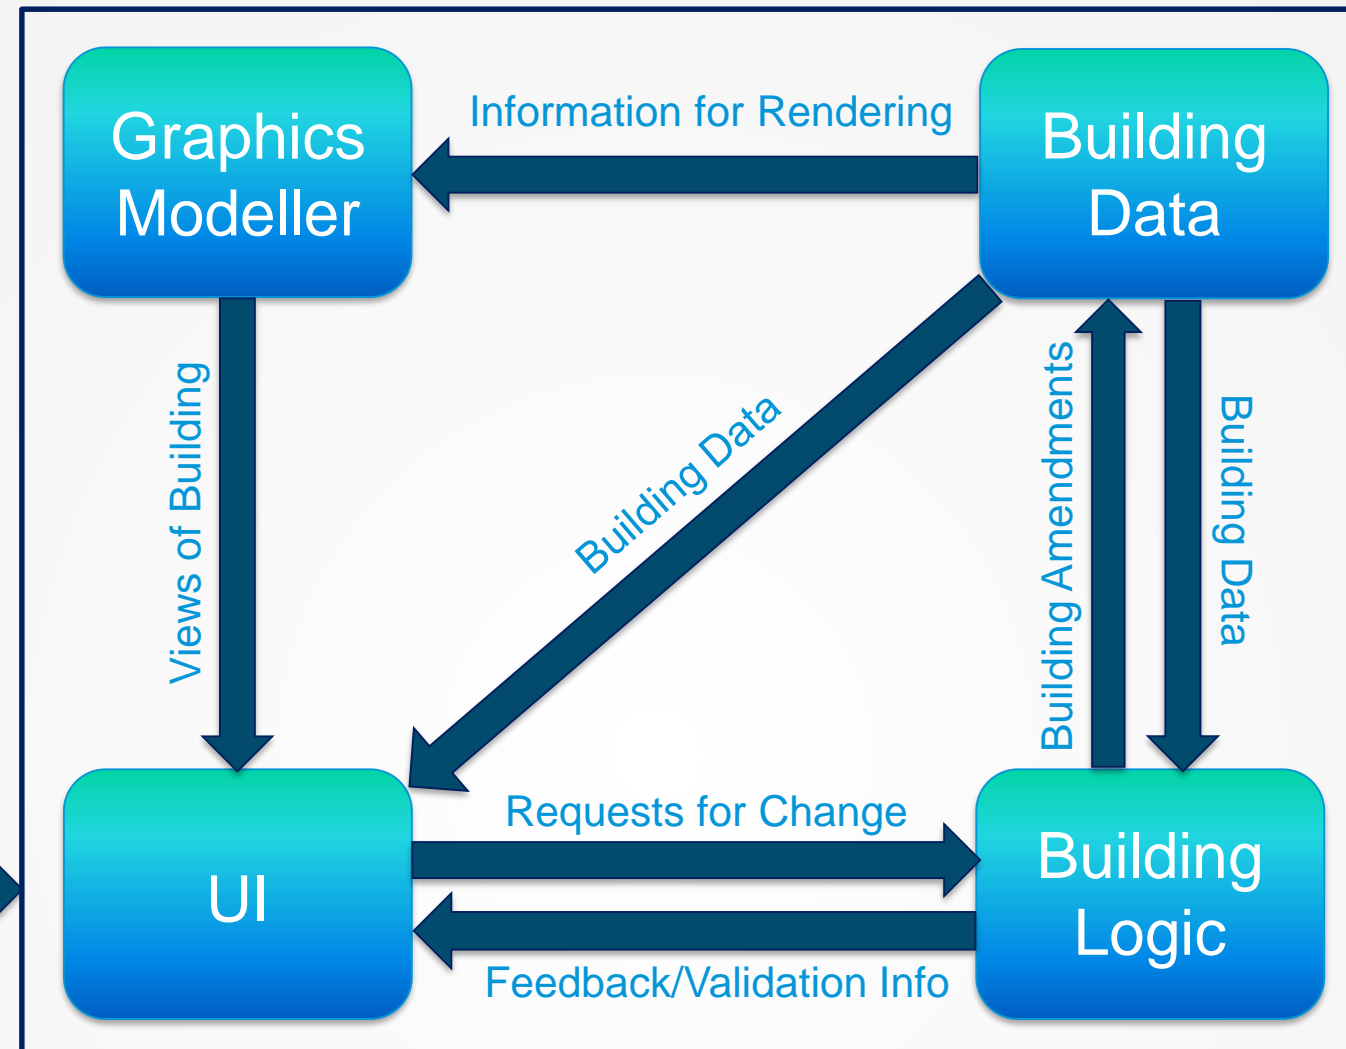 Graphics
Modeller
Information for Rendering
Building
Data
Views of Building
Building Data
Building Amendments
Building Data
Requests for Change
UI
Building
Logic
Feedback/Validation Info